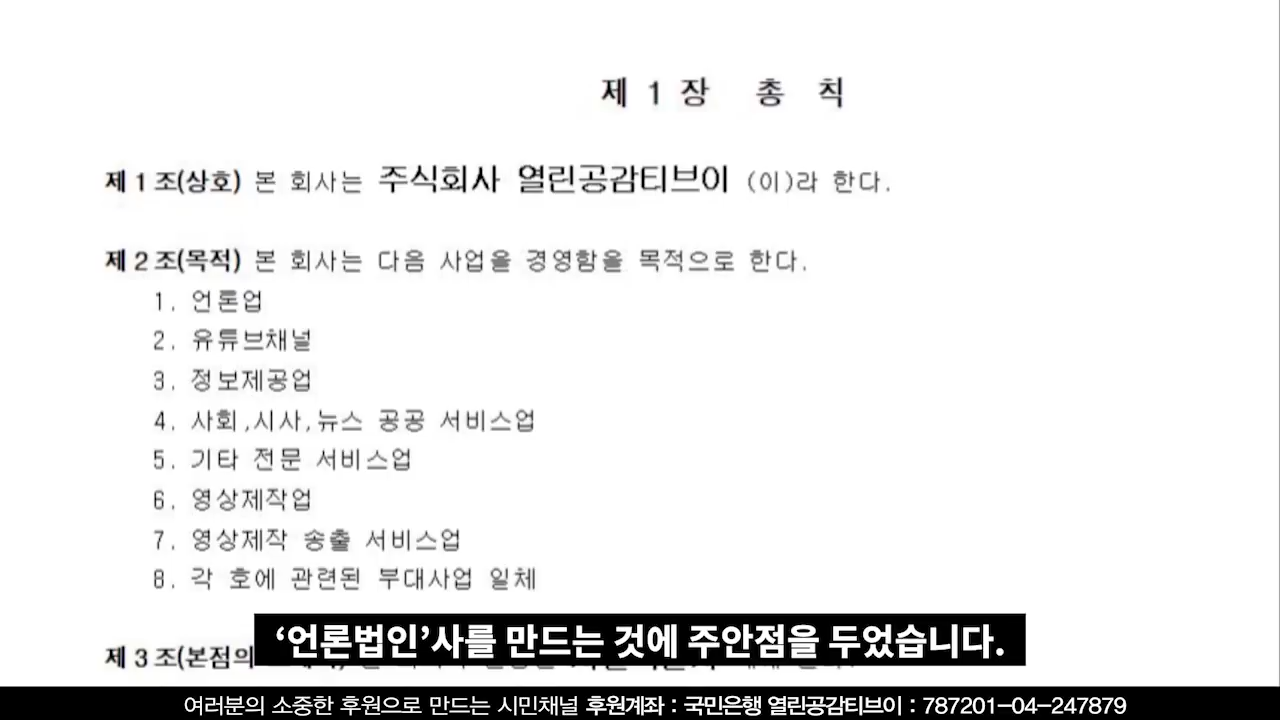 제 1 장 총 칙
제 1 조(상호) 본 회사는 주식회사 열린공감티브이 (이)라 한다.
제 2 조(목적) 본 회사는 다음 사업을 경영함을 목적으로 한다.
1. 언론업
2. 유튜브채널
3. 정보제공업
4. 사회,시사,뉴스 공공 서비스업
5. 기타 전문 서비스업
6. 영상제작업
7. 영상제작 송출 서비스업
8. 각 호에 관련된 부대사업 일체
제 3 조(본점의
‘언론법인’사를 만드는 것에 주안점을 두었습니다.
여러분의 소중한 후원으로 만드는 시민채널 후원계좌 : 국민은행 열린공감티브이 : 787201-04-247879